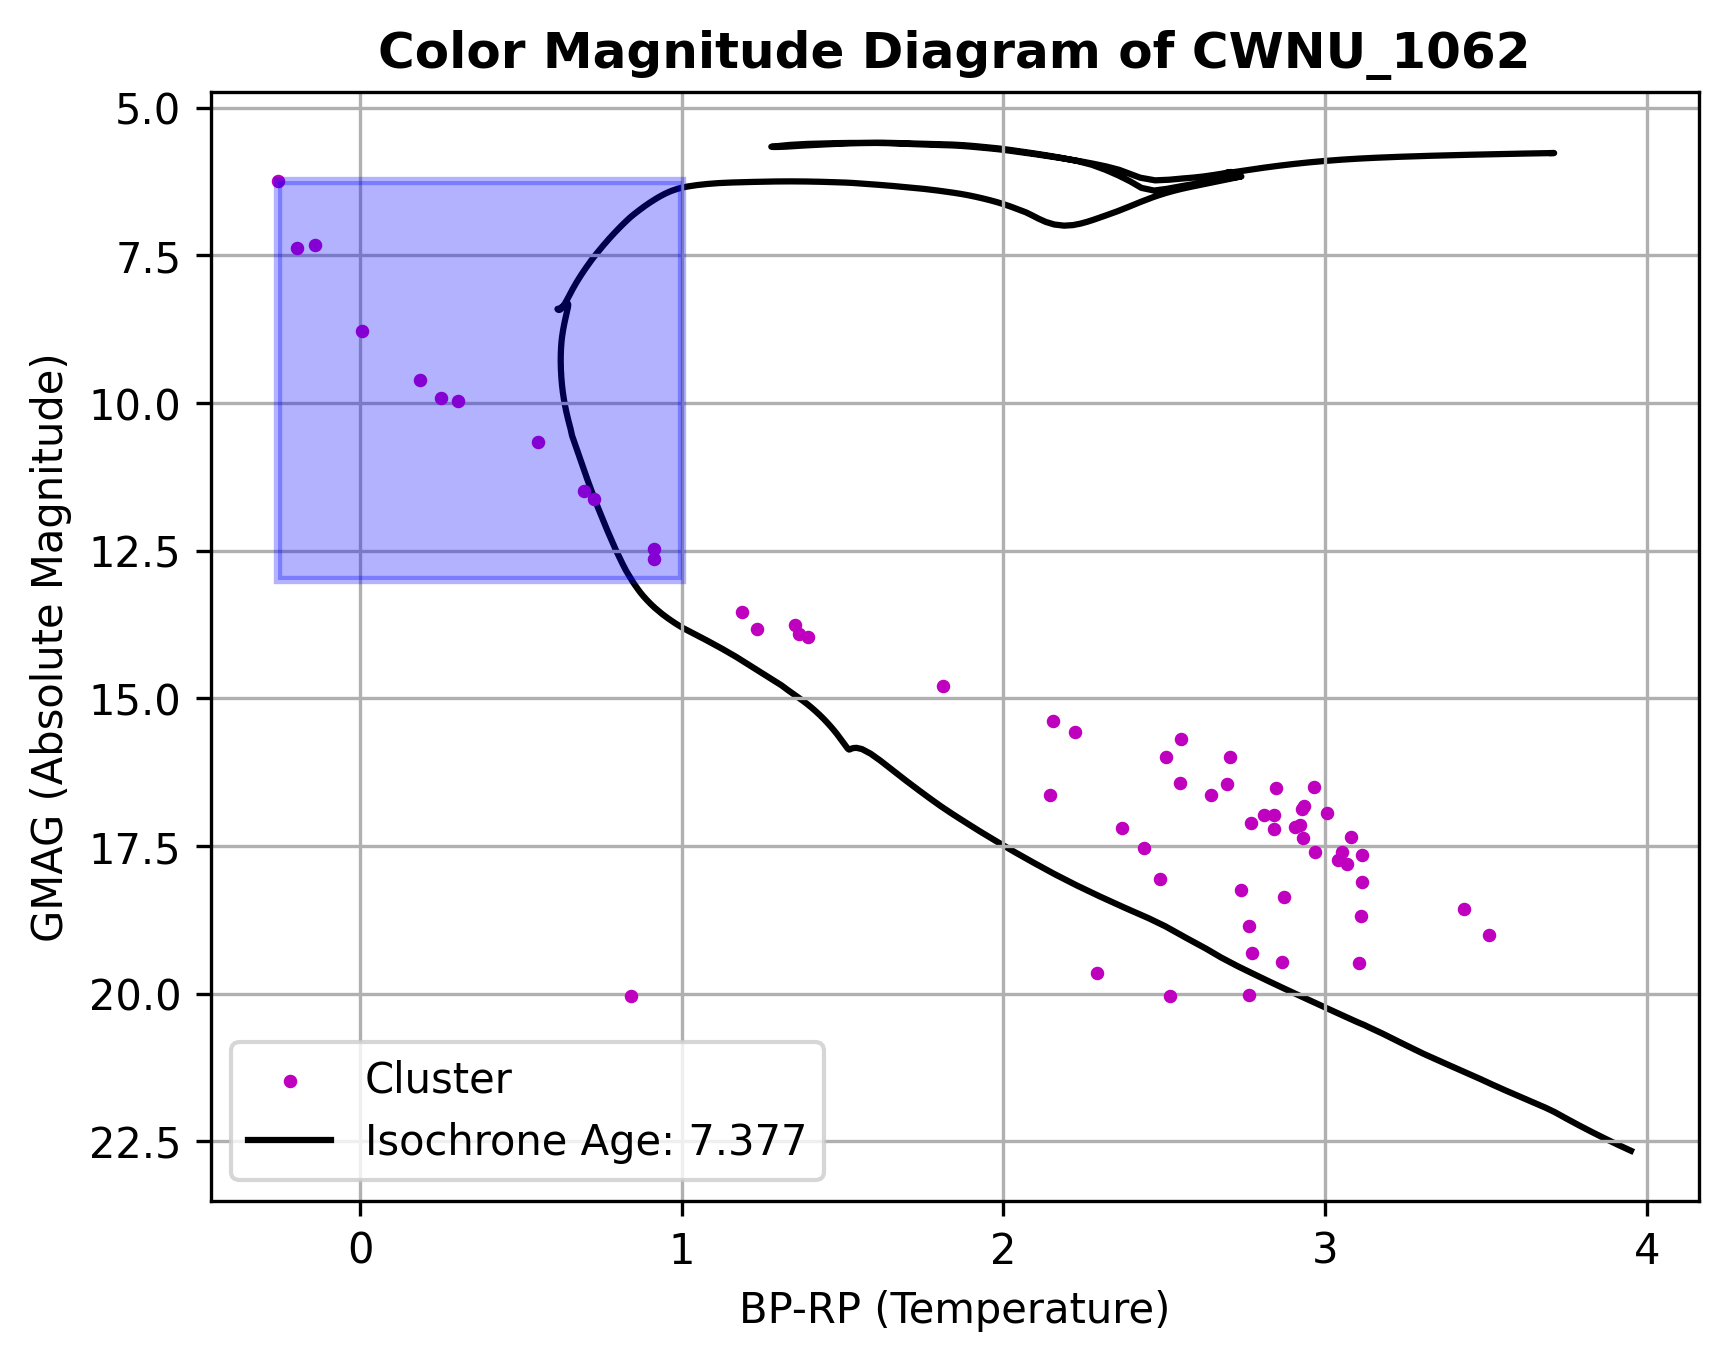 Color Magnitude Diagram of CWNU_1062
GMAG (Absolute Magnitude)
5.0
7.5
10.0
12.5
15.0
17.5
20.0
22.5
Cluster
Isochrone Age: 7.377
0 1 2 3 4
BP-RP (Temperature)